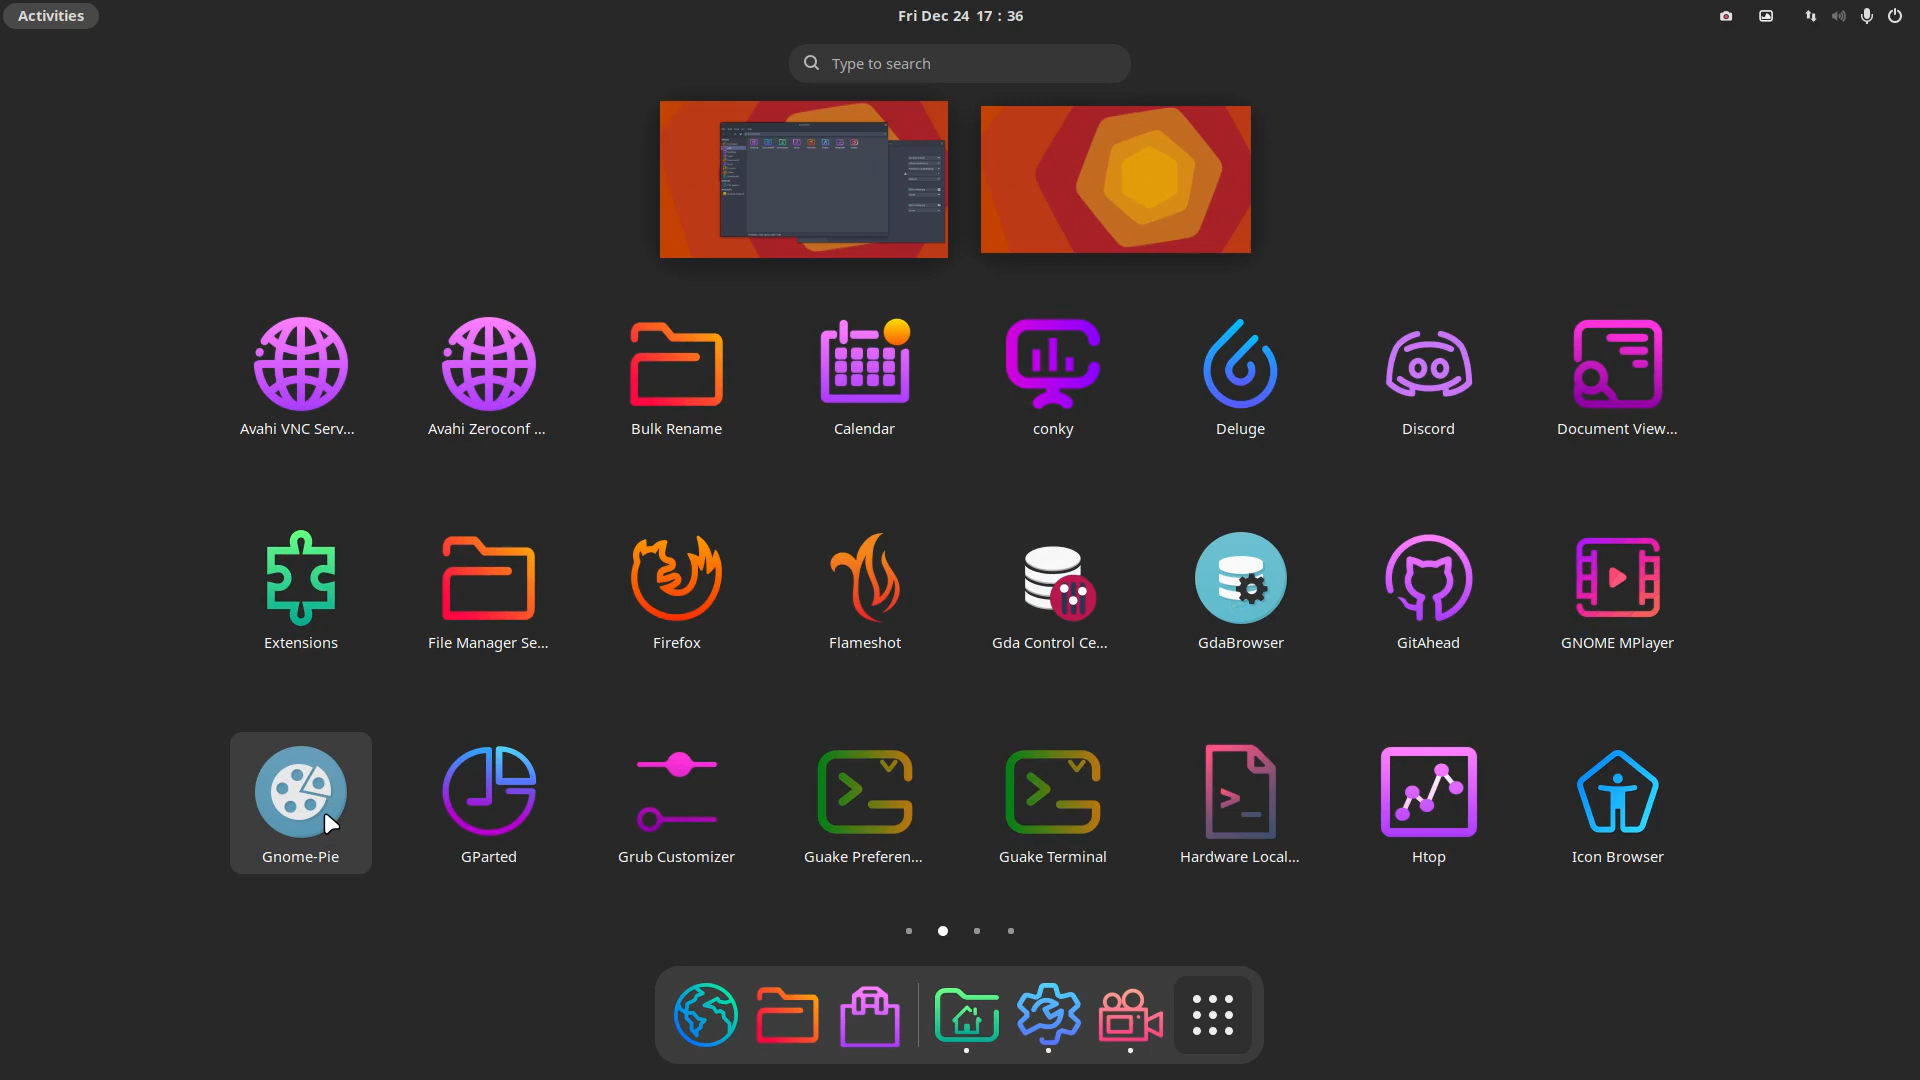 Activities
Fri Dec 24 17 : 36
Type to search
Avahi VNC Serv...
Avahi Zeroconf ...
Bulk Rename
Calendar
conky
Deluge
Discord
Document View...
Extensions
File Manager Se...
Firefox
Flameshot
Gda Control Ce...
GdaBrowser
GitAhead
GNOME MPlayer
Gnome-Pie
GParted
Grub Customizer
Guake Preferen...
Guake Terminal
Hardware Local...
Htop
Icon Browser